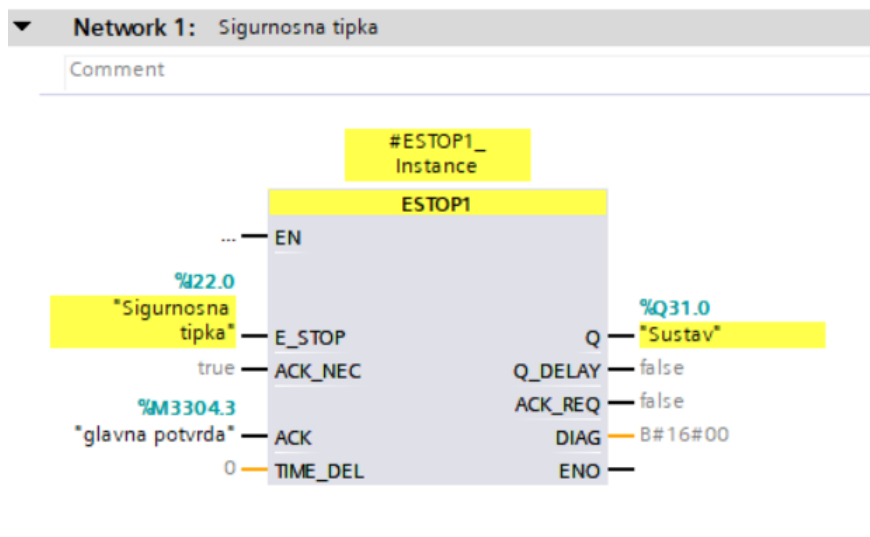 Network 1: Sigurnosna tipka
Comment
#ESTOP1_
Instance
ESTOP1
... EN
%I22.0
"Sigurnosna
tipka" E_STOP
%Q31.0
Q "Sustav"
true ACK_NEC
Q_DELAY false
%M3304.3
ACK_REQ false
"glavna potvrda" ACK
DIAG B#16#00
0 TIME_DEL
ENO